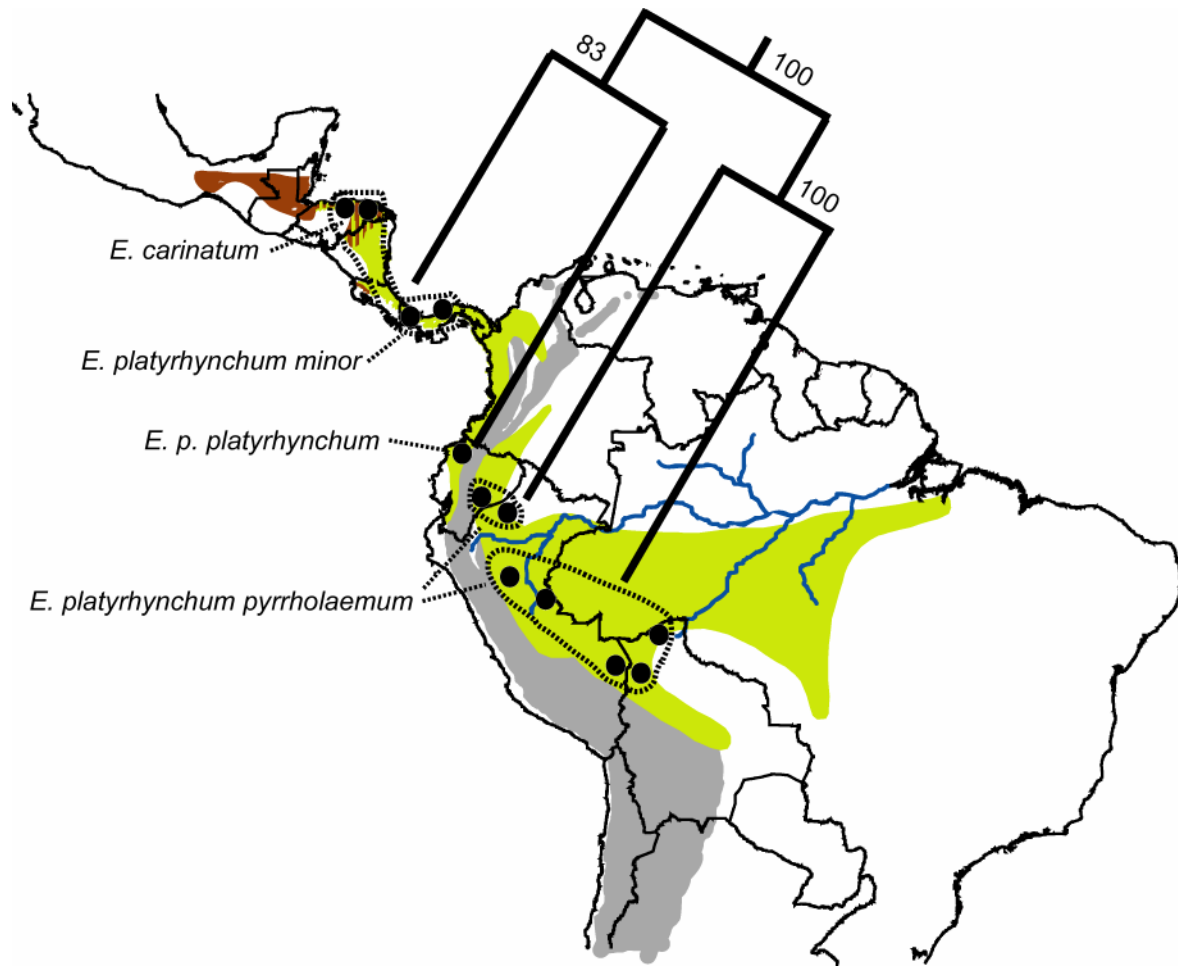 83
100
100
E. carinatum
E. platyrhynchum minor
E. p. platyrhynchum
E. platyrhynchum pyrrholaemum